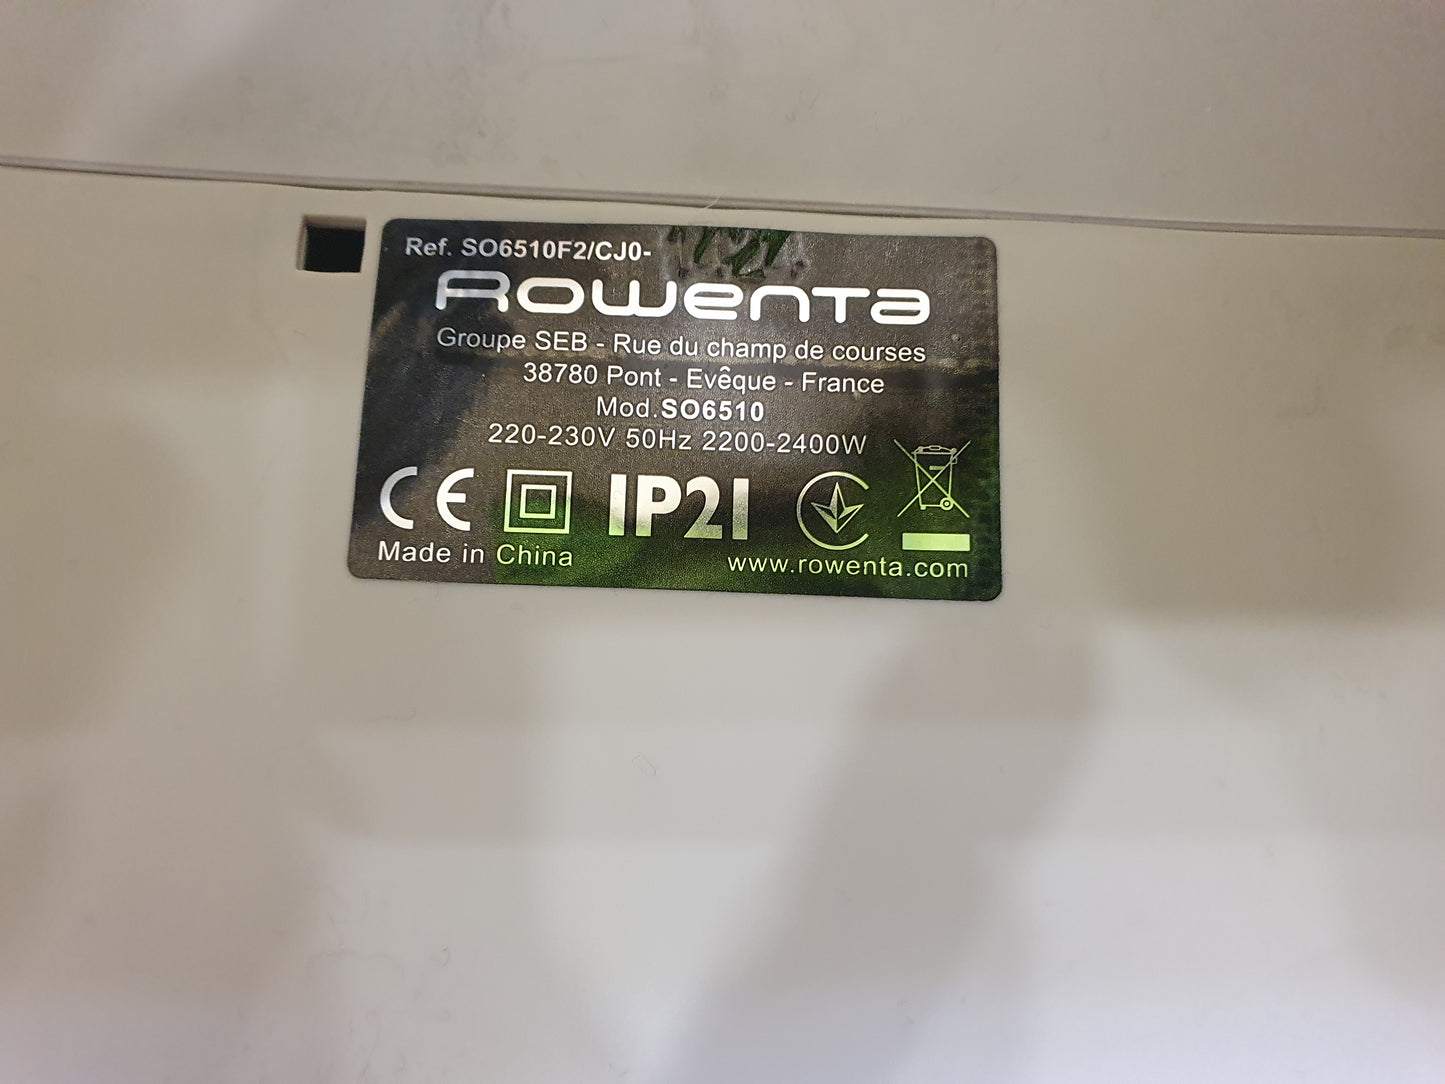 Ref. SO6510F2/CJ0-
Rowenta
Groupe SEB - Rue du champ de courses
38780 Pont - Evêque - France
Mod.SO6510
220-230V 50Hz 2200-2400W
CE IP21
Made in China
www.rowenta.com